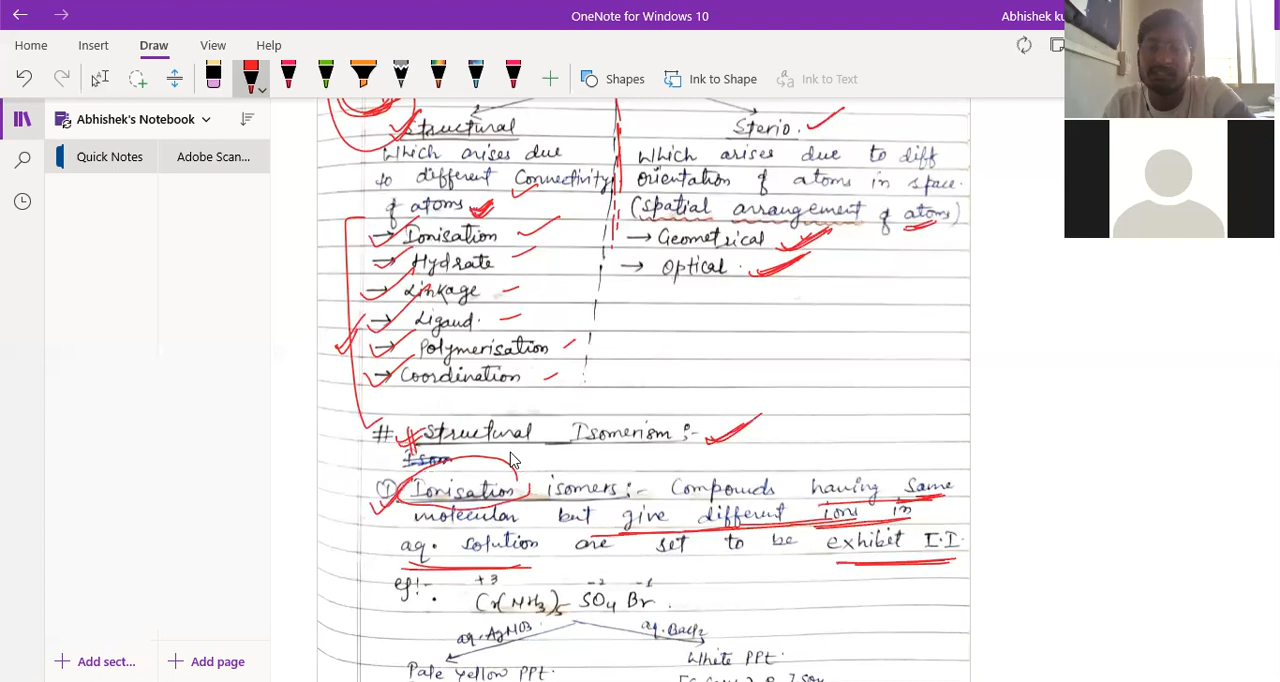 OneNote for Windows 10
Abhishek ku
Home Insert Draw View Help
Shapes Ink to Shape Ink to Text
Abhishek's Notebook
Quick Notes Adobe Scan...
Structural
Which arises due
to different Connectivity
of atoms
→ Ionisation
→ Hydrate
→ Linkage
→ Ligand.
→ Polymerisation
→ Coordination
Sterio.
Which arises due to diff
orientation of atoms in space.
(spatial arrangement of atoms)
→ Geometrical
→ Optical.
# Structural Isomerism :-
① Ionisation isomers:- Compounds having same
molecular but give different ions in
aq. solution are set to be exhibit I.I.
eg!-
+3 -2 -1
Cr(NH3)5 SO4 Br.
aq. AgNO3. aq. BaCl2
Pale yellow PPT. White PPT.
Add sect... Add page